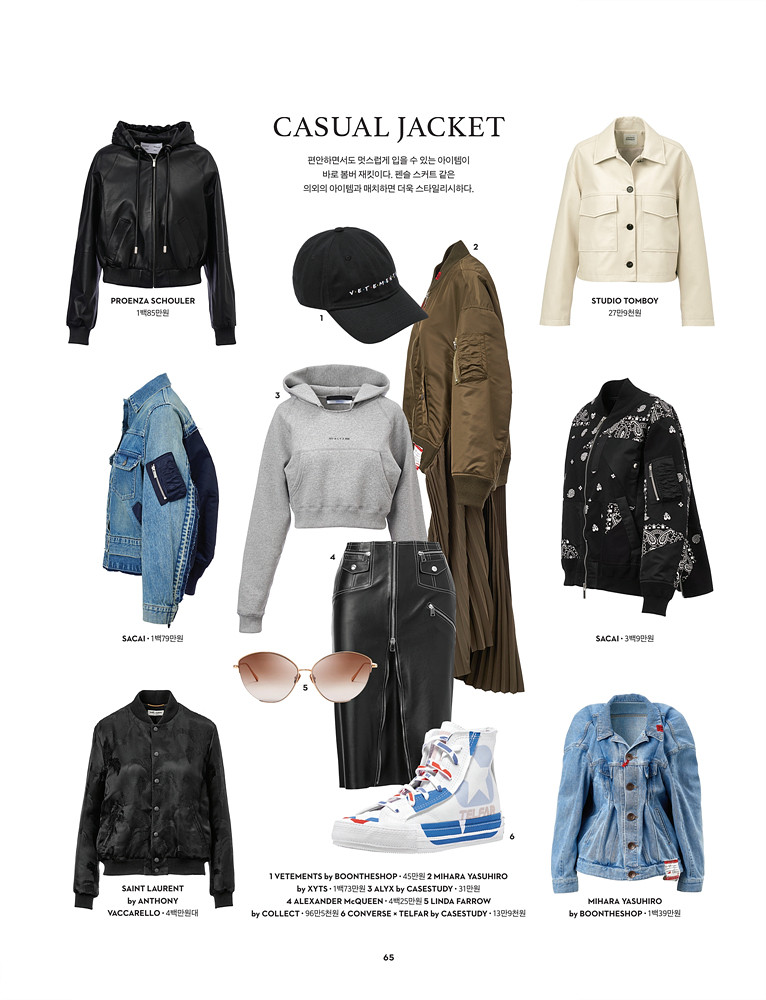 CASUAL JACKET
편안하면서도 멋스럽게 입을 수 있는 아이템이
바로 봄버 재킷이다. 펜슬 스커트 같은
의외의 아이템과 매치하면 더욱 스타일리시하다.
PROENZA SCHOULER
1백85만원
1
VETEMENTS
2
STUDIO TOMBOY
27만9천원
3
4
SACAI · 1백79만원
5
SACAI · 3백9만원
TELFAR
6
SAINT LAURENT
by ANTHONY
VACCARELLO · 4백만원대
1 VETEMENTS by BOONTHESHOP · 45만원 2 MIHARA YASUHIRO
by XYTS · 1백73만원 3 ALYX by CASESTUDY · 31만원
4 ALEXANDER McQUEEN · 4백25만원 5 LINDA FARROW
by COLLECT · 96만5천원 6 CONVERSE × TELFAR by CASESTUDY · 13만9천원
MIHARA YASUHIRO
by BOONTHESHOP · 1백39만원
65